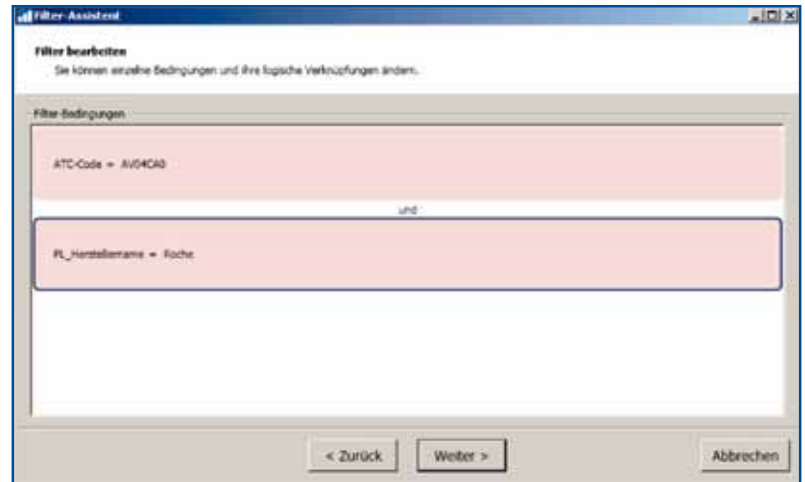 Filter-Assistent
Filter bearbeiten
Sie können einzelne Bedingungen und ihre logische Verknüpfungen ändern.
Filter-Bedingungen
ATC-Code = AV04CA0
und
PL_Herstellername = Roche
< Zurück
Weiter >
Abbrechen